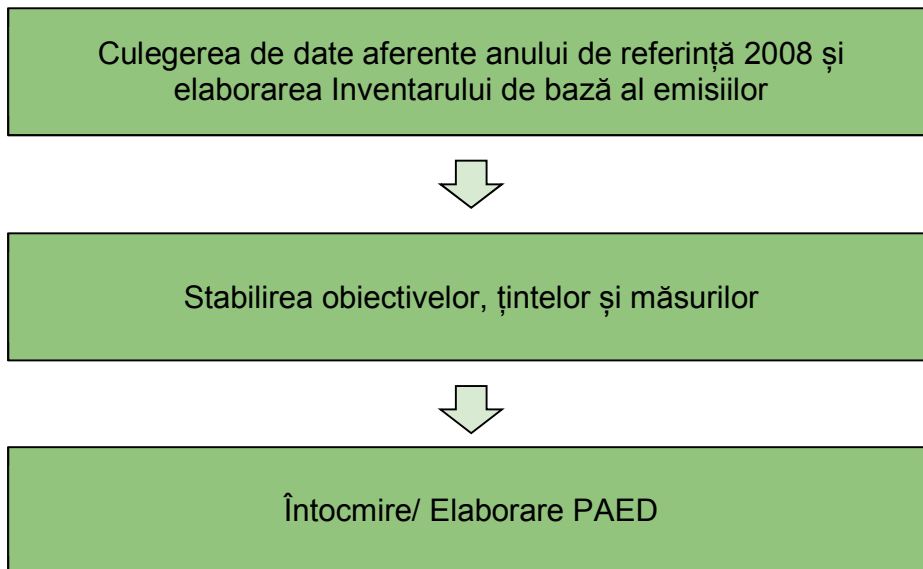 Culegerea de date aferente anului de referință 2008 și
elaborarea Inventarului de bază al emisiilor
Stabilirea obiectivelor, țintelor și măsurilor
Întocmire/ Elaborare PAED